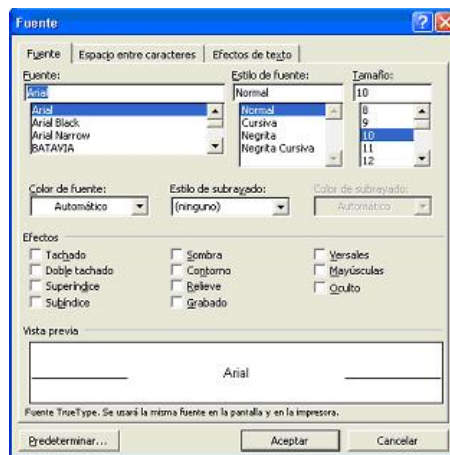 Fuente
Fuente Espacio entre caracteres Efectos de texto
Fuente: Estilo de fuente: Tamaño:
Arial Normal 10
Arial Normal 8
Arial Black Cursiva 9
Arial Narrow Negrita 10
BATAVIA Negrita Cursiva 11
12
Color de fuente: Estilo de subrayado: Color de subrayado:
Automático (ninguno) Automático
Efectos
Tachado Sombra Versales
Doble tachado Contorno Mayúsculas
Superíndice Relieve Oculto
Subíndice Grabado
Vista previa
Arial
Fuente TrueType. Se usará la misma fuente en la pantalla y en la impresora.
Predeterminar... Aceptar Cancelar